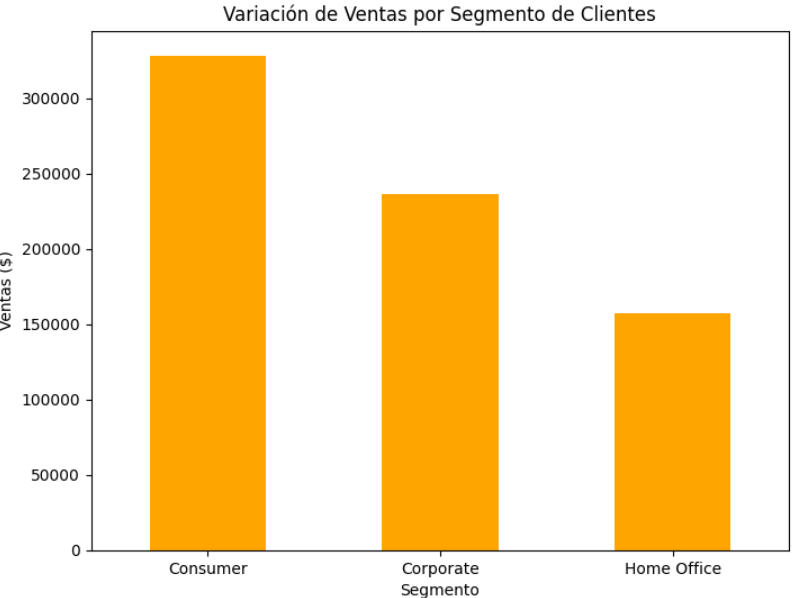 Variación de Ventas por Segmento de Clientes
Ventas ($)
300000
250000
200000
150000
100000
50000
0
Consumer Corporate Home Office
Segmento